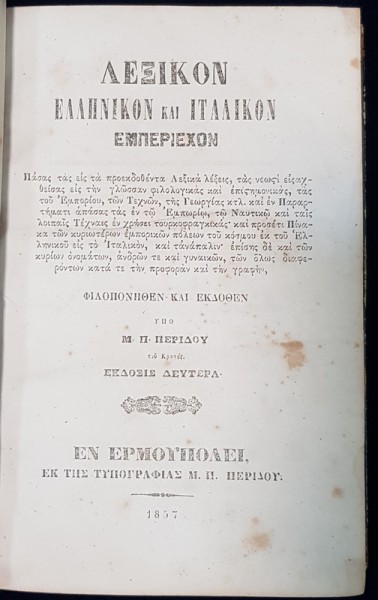 ΛΕΞΙΚΟΝ
ΕΛΛΗΝΙΚΟΝ ΚΑΙ ΙΤΑΛΙΚΟΝ
ΕΜΠΕΡΙΕΧΟΝ
Πάσας τὰς εἰς τὰ προεκδοθέντα Λεξικὰ λέξεις, τὰς νεωςὶ εἰσαχ-
θείσας εἰς τὴν γλῶσσαν φιλολογικὰς καὶ ἐπιςημονικὰς, τὰς
τοῦ Ἐμπορίου, τῶν Τεχνῶν, τῆς Γεωργίας κτλ. καὶ ἐν Παραρ-
τήματι ἁπάσας τὰς ἐν τῷ Ἐμπορίῳ, τῷ Ναυτικῷ καὶ ταῖς
λοιπαῖς Τέχναις ἐν χρήσει τουρκοφραγκικάς· καὶ προσέτι Πίνα-
κα τῶν κυριωτέρων ἐμπορικῶν πόλεων τοῦ κόσμου ἐκ τοῦ Ἑλ-
ληνικοῦ εἰς τὸ Ἰταλικὸν, καὶ τἀνάπαλιν· ἐπίσης δὲ καὶ τῶν
κυρίων ὀνομάτων, ἀνδρῶν τε καὶ γυναικῶν, τῶν ὅλως διαφε-
ρόντων κατά τε τὴν προφορὰν καὶ τὴν γραφὴν,
ΦΙΛΟΠΟΝΗΘΕΝ ΚΑΙ ΕΚΔΟΘΕΝ
ΥΠΟ
Μ. Π. ΠΕΡΙΔΟΥ
τοῦ Κρητός.
ΕΚΔΟΣΙΣ ΔΕΥΤΕΡΑ.
ΕΝ ΕΡΜΟΥΠΟΛΕΙ,
ΕΚ ΤΗΣ ΤΥΠΟΓΡΑΦΙΑΣ Μ. Π. ΠΕΡΙΔΟΥ.
1857